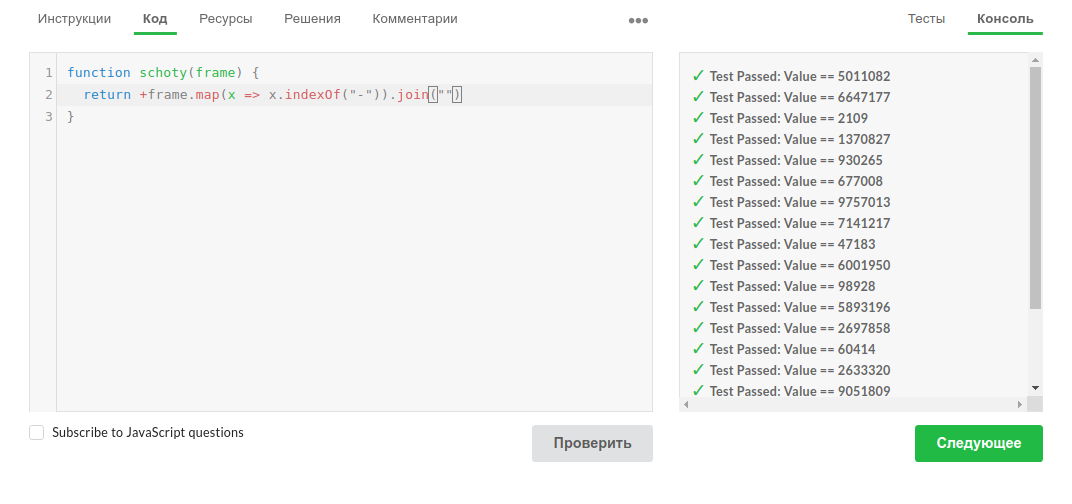 Инструкции Код Ресурсы Решения Комментарии ••• Тесты Консоль
1 function schoty(frame) {
2 return +frame.map(x => x.indexOf("-")).join("")
3 }
✓ Test Passed: Value == 5011082
✓ Test Passed: Value == 6647177
✓ Test Passed: Value == 2109
✓ Test Passed: Value == 1370827
✓ Test Passed: Value == 930265
✓ Test Passed: Value == 677008
✓ Test Passed: Value == 9757013
✓ Test Passed: Value == 7141217
✓ Test Passed: Value == 47183
✓ Test Passed: Value == 6001950
✓ Test Passed: Value == 98928
✓ Test Passed: Value == 5893196
✓ Test Passed: Value == 2697858
✓ Test Passed: Value == 60414
✓ Test Passed: Value == 2633320
✓ Test Passed: Value == 9051809
Subscribe to JavaScript questions
Проверить
Следующее